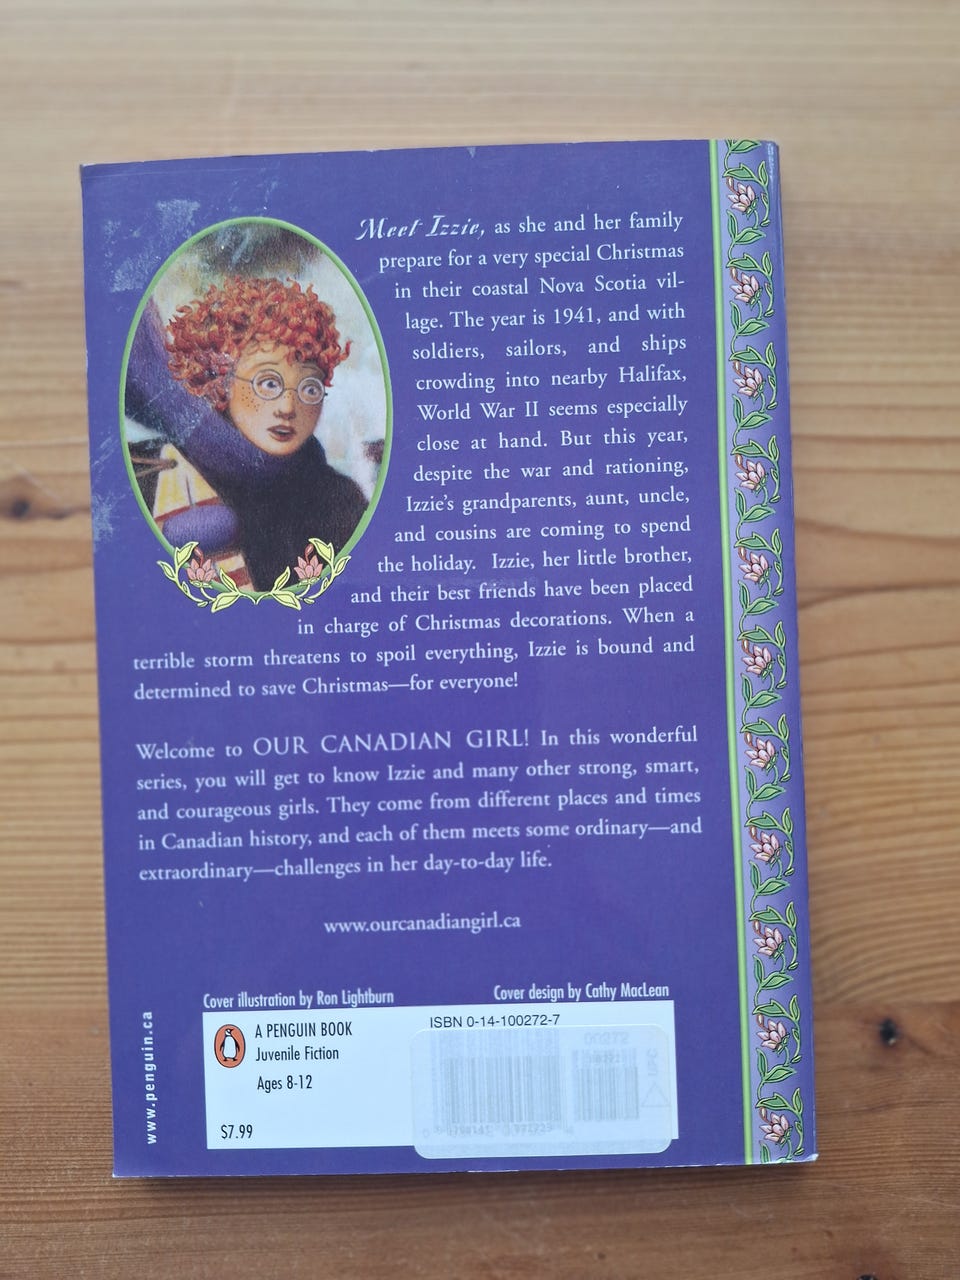 Meet Izzie, as she and her family
prepare for a very special Christmas
in their coastal Nova Scotia vil-
lage. The year is 1941, and with
soldiers, sailors, and ships
crowding into nearby Halifax,
World War II seems especially
close at hand. But this year,
despite the war and rationing,
Izzie's grandparents, aunt, uncle,
and cousins are coming to spend
the holiday. Izzie, her little brother,
and their best friends have been placed
in charge of Christmas decorations. When a
terrible storm threatens to spoil everything, Izzie is bound and
determined to save Christmas—for everyone!
Welcome to OUR CANADIAN GIRL! In this wonderful
series, you will get to know Izzie and many other strong, smart,
and courageous girls. They come from different places and times
in Canadian history, and each of them meets some ordinary—and
extraordinary—challenges in her day-to-day life.
www.ourcanadiangirl.ca
Cover illustration by Ron Lightburn
Cover design by Cathy MacLean
www.penguin.ca
A PENGUIN BOOK
Juvenile Fiction
Ages 8-12
$7.99
ISBN 0-14-100272-7
00272